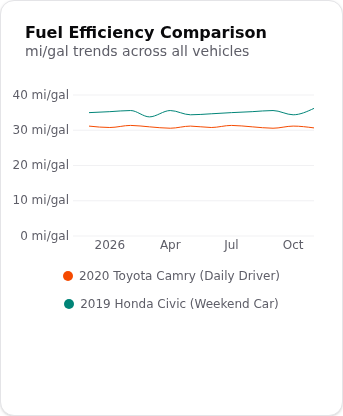 Fuel Efficiency Comparison
mi/gal trends across all vehicles
40 mi/gal
30 mi/gal
20 mi/gal
10 mi/gal
0 mi/gal
2026 Apr Jul Oct
2020 Toyota Camry (Daily Driver)
2019 Honda Civic (Weekend Car)